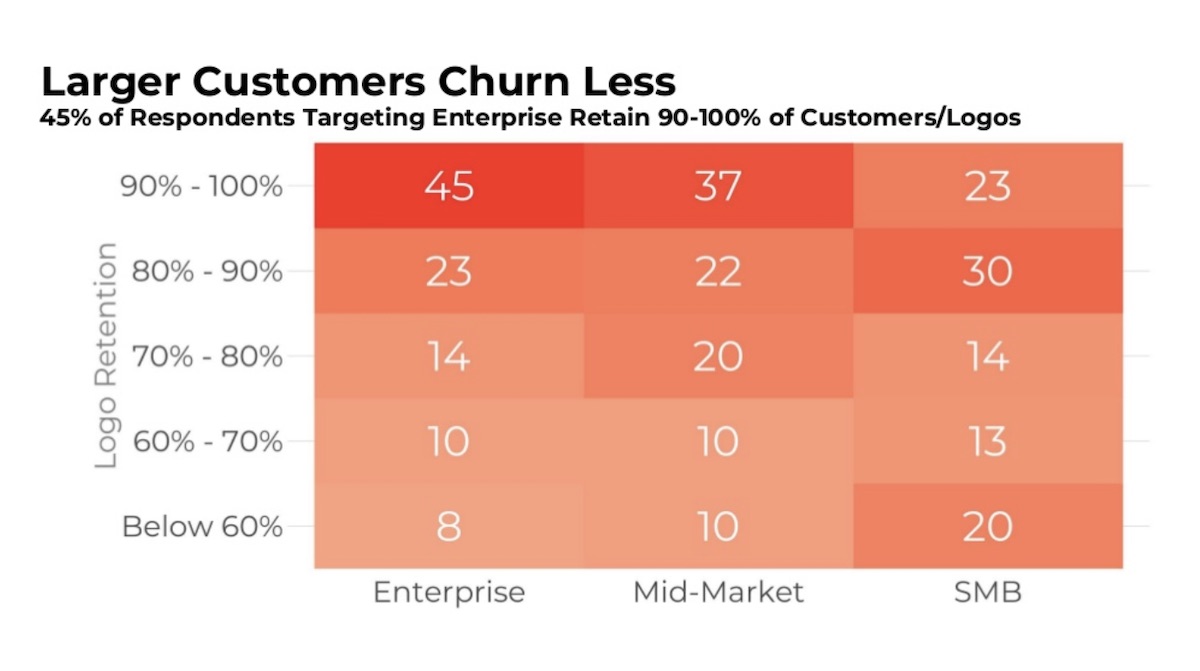 Larger Customers Churn Less
45% of Respondents Targeting Enterprise Retain 90-100% of Customers/Logos
Logo Retention
90% - 100% 45 37 23
80% - 90% 23 22 30
70% - 80% 14 20 14
60% - 70% 10 10 13
Below 60% 8 10 20
Enterprise Mid-Market SMB